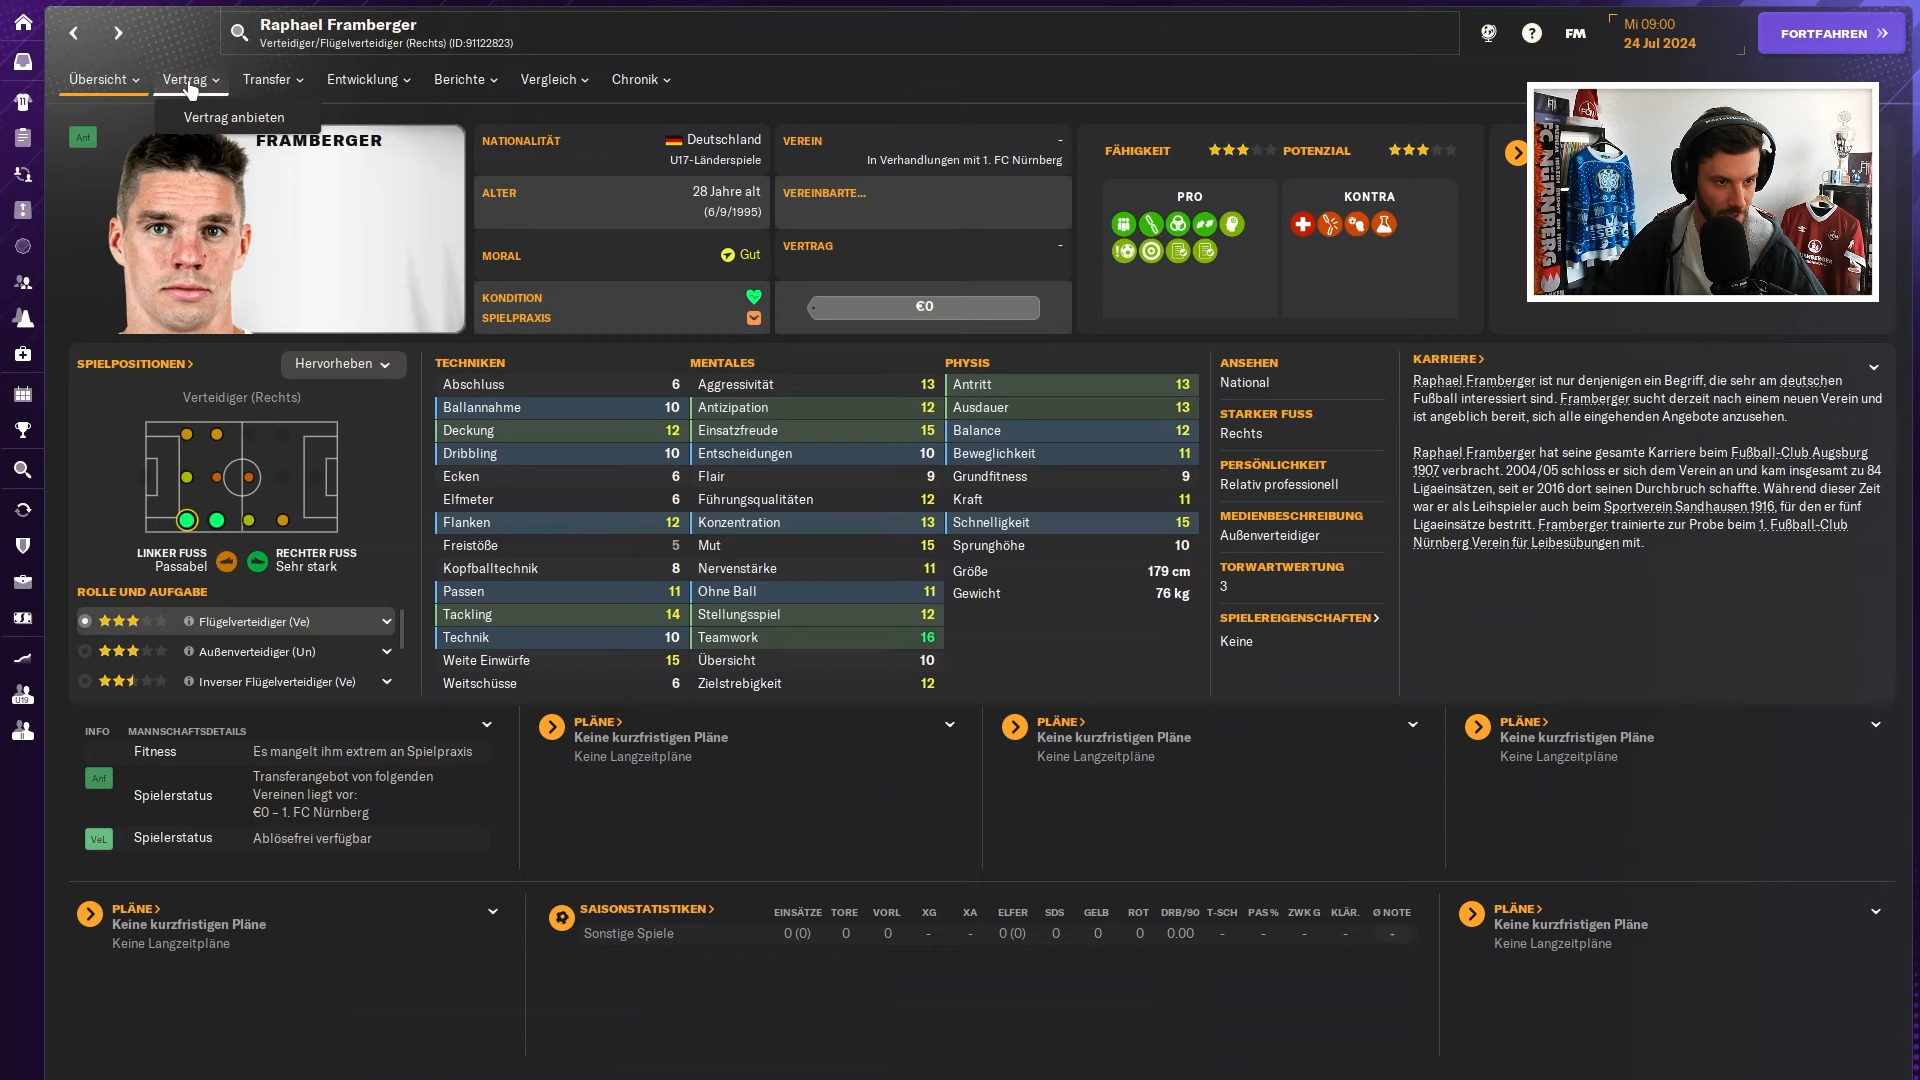 Raphael Framberger
Verteidiger/Flügelverteidiger (Rechts) (ID:91122823)
FM
Mi 09:00
24 Jul 2024
FORTFAHREN
Übersicht
Vertrag
Transfer
Entwicklung
Berichte
Vergleich
Chronik
Vertrag anbieten
Anf
FRAMBERGER
NATIONALITÄT
Deutschland
U17-Länderspiele
ALTER
28 Jahre alt
(6/9/1995)
MORAL
Gut
KONDITION
SPIELPRAXIS
VEREIN
-
In Verhandlungen mit 1. FC Nürnberg
VEREINBARTE...
VERTRAG
-
€0
FÄHIGKEIT
POTENZIAL
PRO
KONTRA
FC NÜRNBERG
SPIELPOSITIONEN >
Hervorheben
Verteidiger (Rechts)
LINKER FUSS
Passabel
RECHTER FUSS
Sehr stark
ROLLE UND AUFGABE
Flügelverteidiger (Ve)
Außenverteidiger (Un)
Inverser Flügelverteidiger (Ve)
TECHNIKEN
Abschluss 6
Ballannahme 10
Deckung 12
Dribbling 10
Ecken 6
Elfmeter 6
Flanken 12
Freistöße 5
Kopfballtechnik 8
Passen 11
Tackling 14
Technik 10
Weite Einwürfe 15
Weitschüsse 6
MENTALES
Aggressivität 13
Antizipation 12
Einsatzfreude 15
Entscheidungen 10
Flair 9
Führungsqualitäten 12
Konzentration 13
Mut 15
Nervenstärke 11
Ohne Ball 11
Stellungsspiel 12
Teamwork 16
Übersicht 10
Zielstrebigkeit 12
PHYSIS
Antritt 13
Ausdauer 13
Balance 12
Beweglichkeit 11
Grundfitness 9
Kraft 11
Schnelligkeit 15
Sprunghöhe 10
Größe 179 cm
Gewicht 76 kg
ANSEHEN
National
STARKER FUSS
Rechts
PERSÖNLICHKEIT
Relativ professionell
MEDIENBESCHREIBUNG
Außenverteidiger
TORWARTWERTUNG
3
SPIELEREIGENSCHAFTEN >
Keine
KARRIERE >
Raphael Framberger ist nur denjenigen ein Begriff, die sehr am deutschen
Fußball interessiert sind. Framberger sucht derzeit nach einem neuen Verein und
ist angeblich bereit, sich alle eingehenden Angebote anzusehen.
Raphael Framberger hat seine gesamte Karriere beim Fußball-Club Augsburg
1907 verbracht. 2004/05 schloss er sich dem Verein an und kam insgesamt zu 84
Ligaeinsätzen, seit er 2016 dort seinen Durchbruch schaffte. Während dieser Zeit
war er als Leihspieler auch beim Sportverein Sandhausen 1916, für den er fünf
Ligaeinsätze bestritt. Framberger trainierte zur Probe beim 1. Fußball-Club
Nürnberg Verein für Leibesübungen mit.
INFO MANNSCHAFTSDETAILS
Fitness Es mangelt ihm extrem an Spielpraxis
Anf Spielerstatus Transferangebot von folgenden
Vereinen liegt vor:
€0 – 1. FC Nürnberg
VeL Spielerstatus Ablösefrei verfügbar
PLÄNE >
Keine kurzfristigen Pläne
Keine Langzeitpläne
PLÄNE >
Keine kurzfristigen Pläne
Keine Langzeitpläne
PLÄNE >
Keine kurzfristigen Pläne
Keine Langzeitpläne
U19
II
PLÄNE >
Keine kurzfristigen Pläne
Keine Langzeitpläne
SAISONSTATISTIKEN > EINSÄTZE TORE VORL XG XA ELFER SDS GELB ROT DRB/90 T-SCH PAS % ZWK G KLÄR. Ø NOTE
Sonstige Spiele 0 (0) 0 0 - - 0 (0) 0 0 0 0.00 - - - - -
PLÄNE >
Keine kurzfristigen Pläne
Keine Langzeitpläne